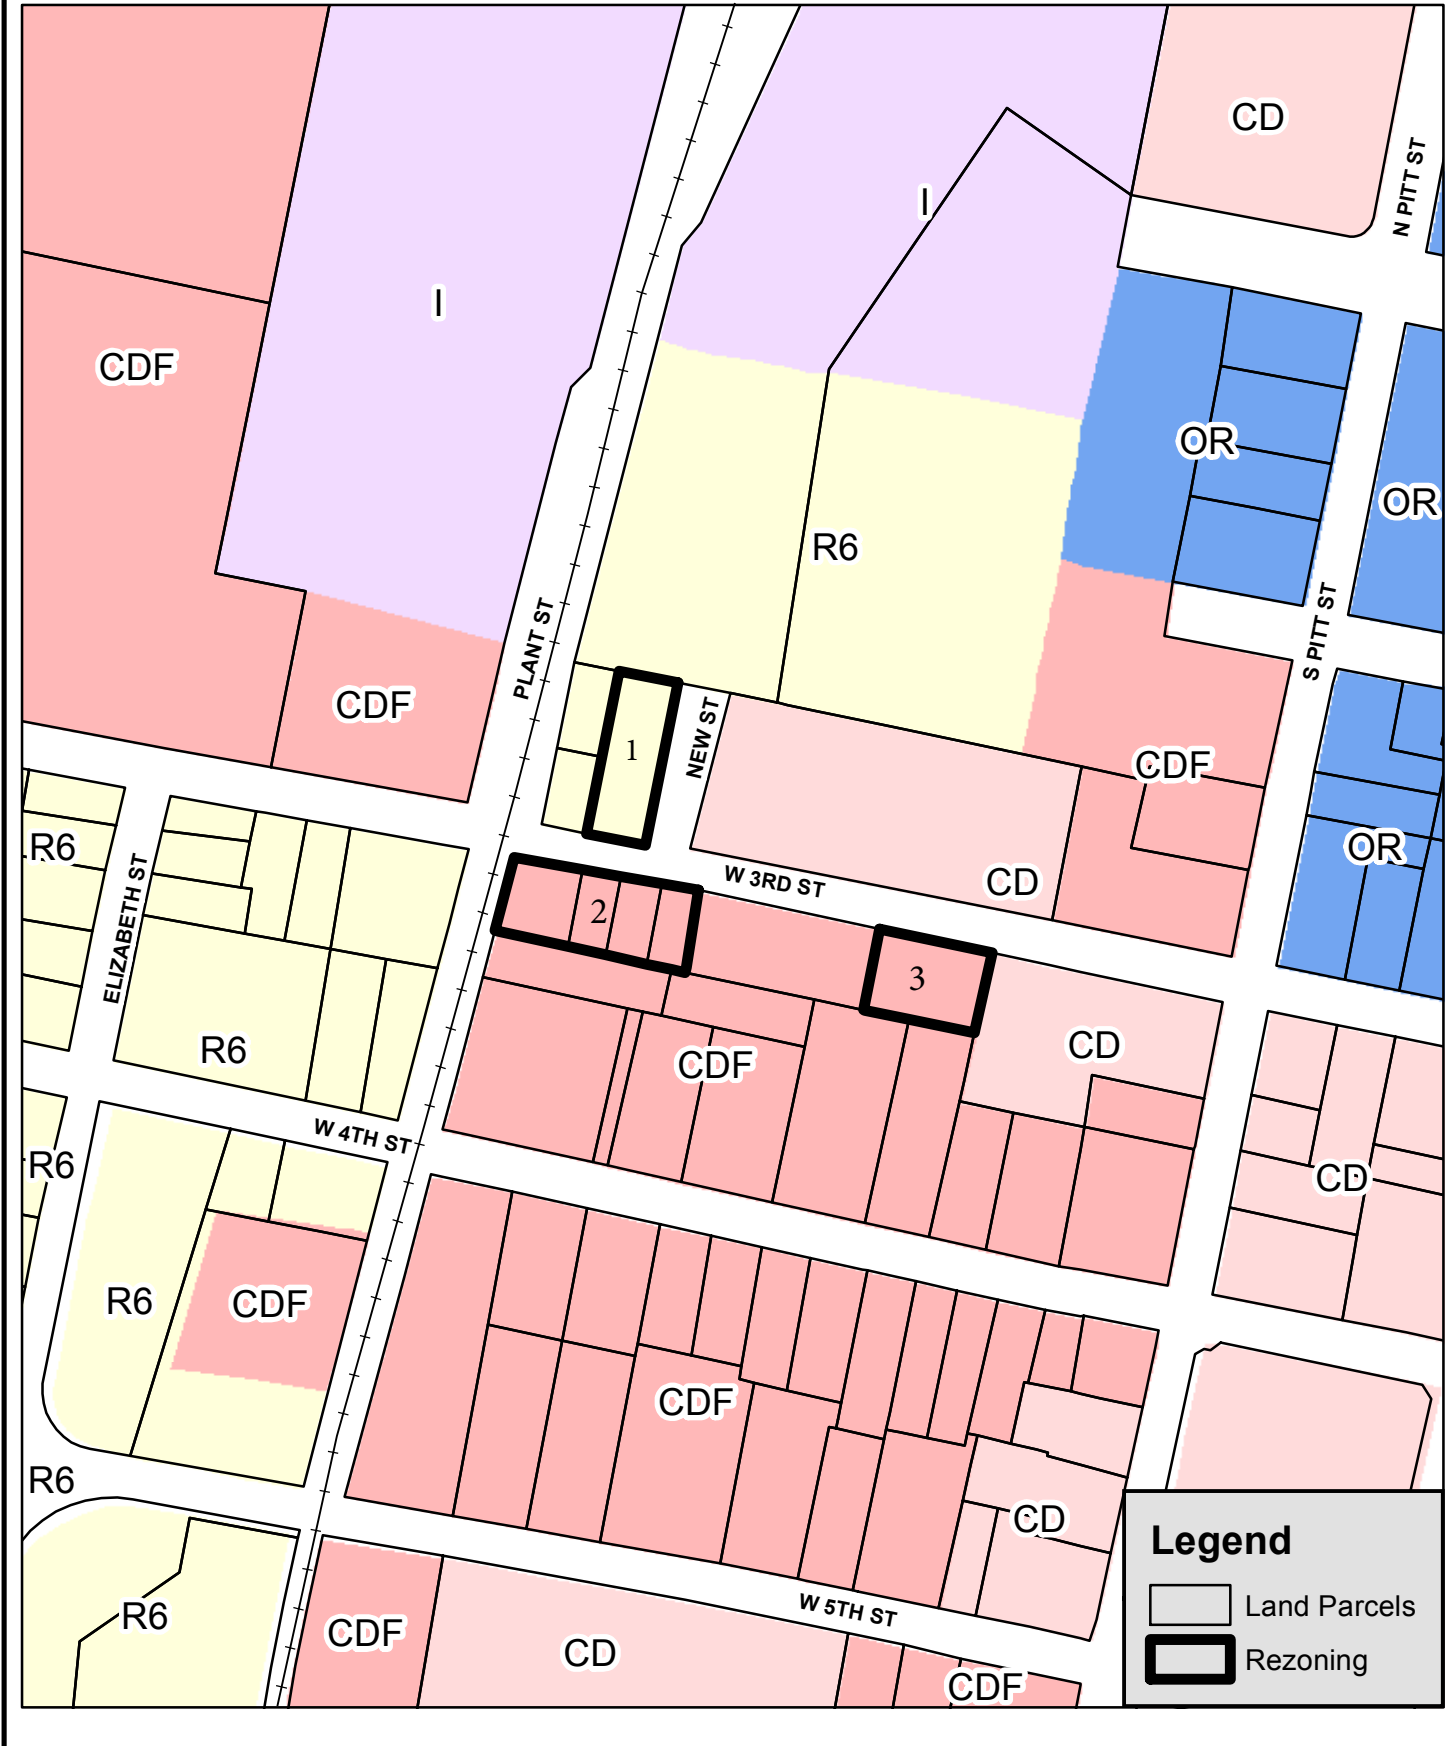 CD
N PITT ST
I
I
CDF
OR
OR
R6
PLANT ST
S PITT ST
CDF
NEW ST
1
CDF
R6
OR
W 3RD ST
CD
2
ELIZABETH ST
3
R6
CD
CDF
W 4TH ST
R6
CD
R6
CDF
CDF
R6
CD
Legend
Land Parcels
R6
W 5TH ST
CDF
CD
Rezoning
CDF